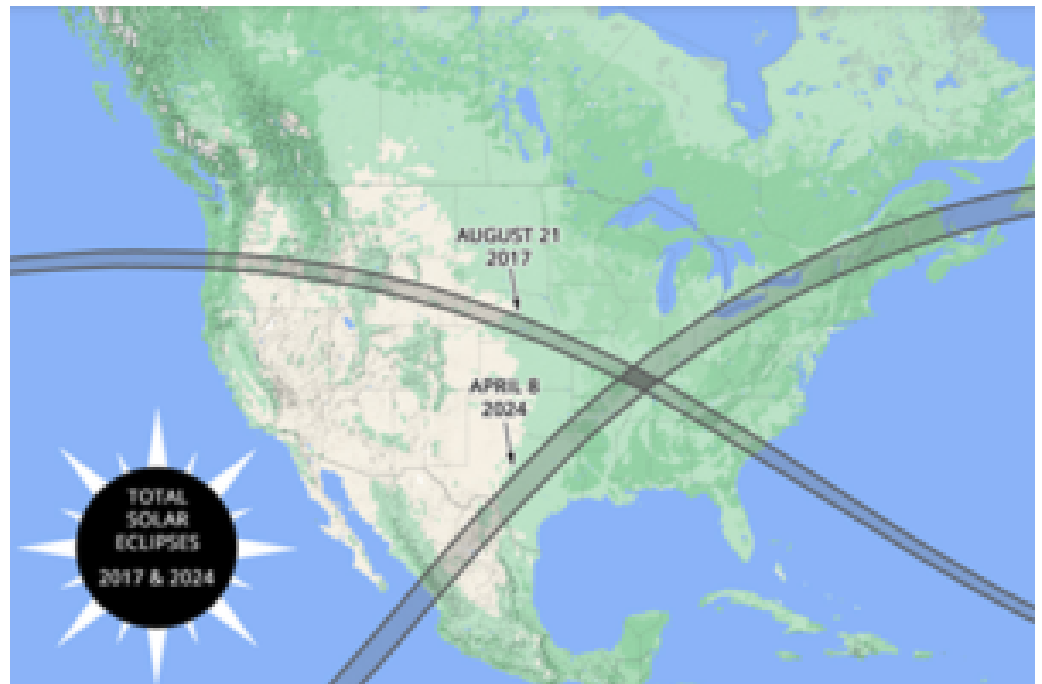 AUGUST 21
2017
APRIL 8
2024
TOTAL
SOLAR
ECLIPSES
2017 & 2024